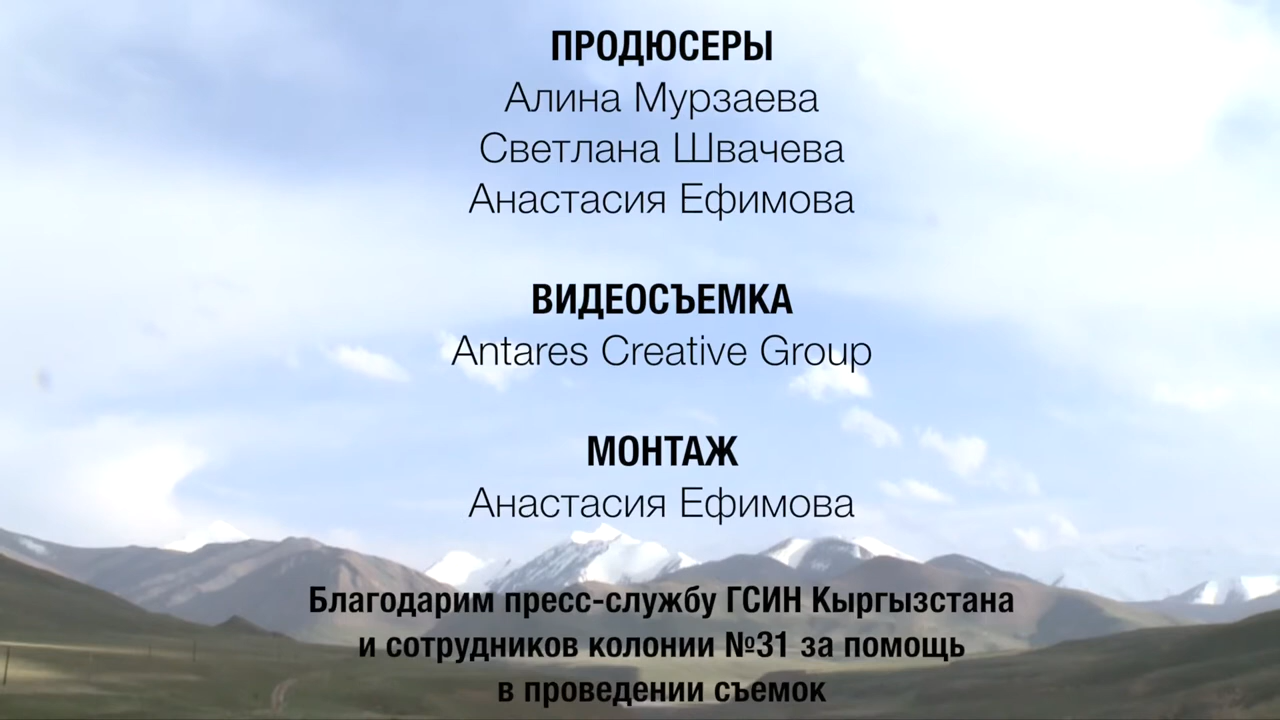 ПРОДЮСЕРЫ
Алина Мурзаева
Светлана Швачева
Анастасия Ефимова
ВИДЕОСЪЕМКА
Antares Creative Group
МОНТАЖ
Анастасия Ефимова
Благодарим пресс-службу ГСИН Кыргызстана
и сотрудников колонии №31 за помощь
в проведении съемок